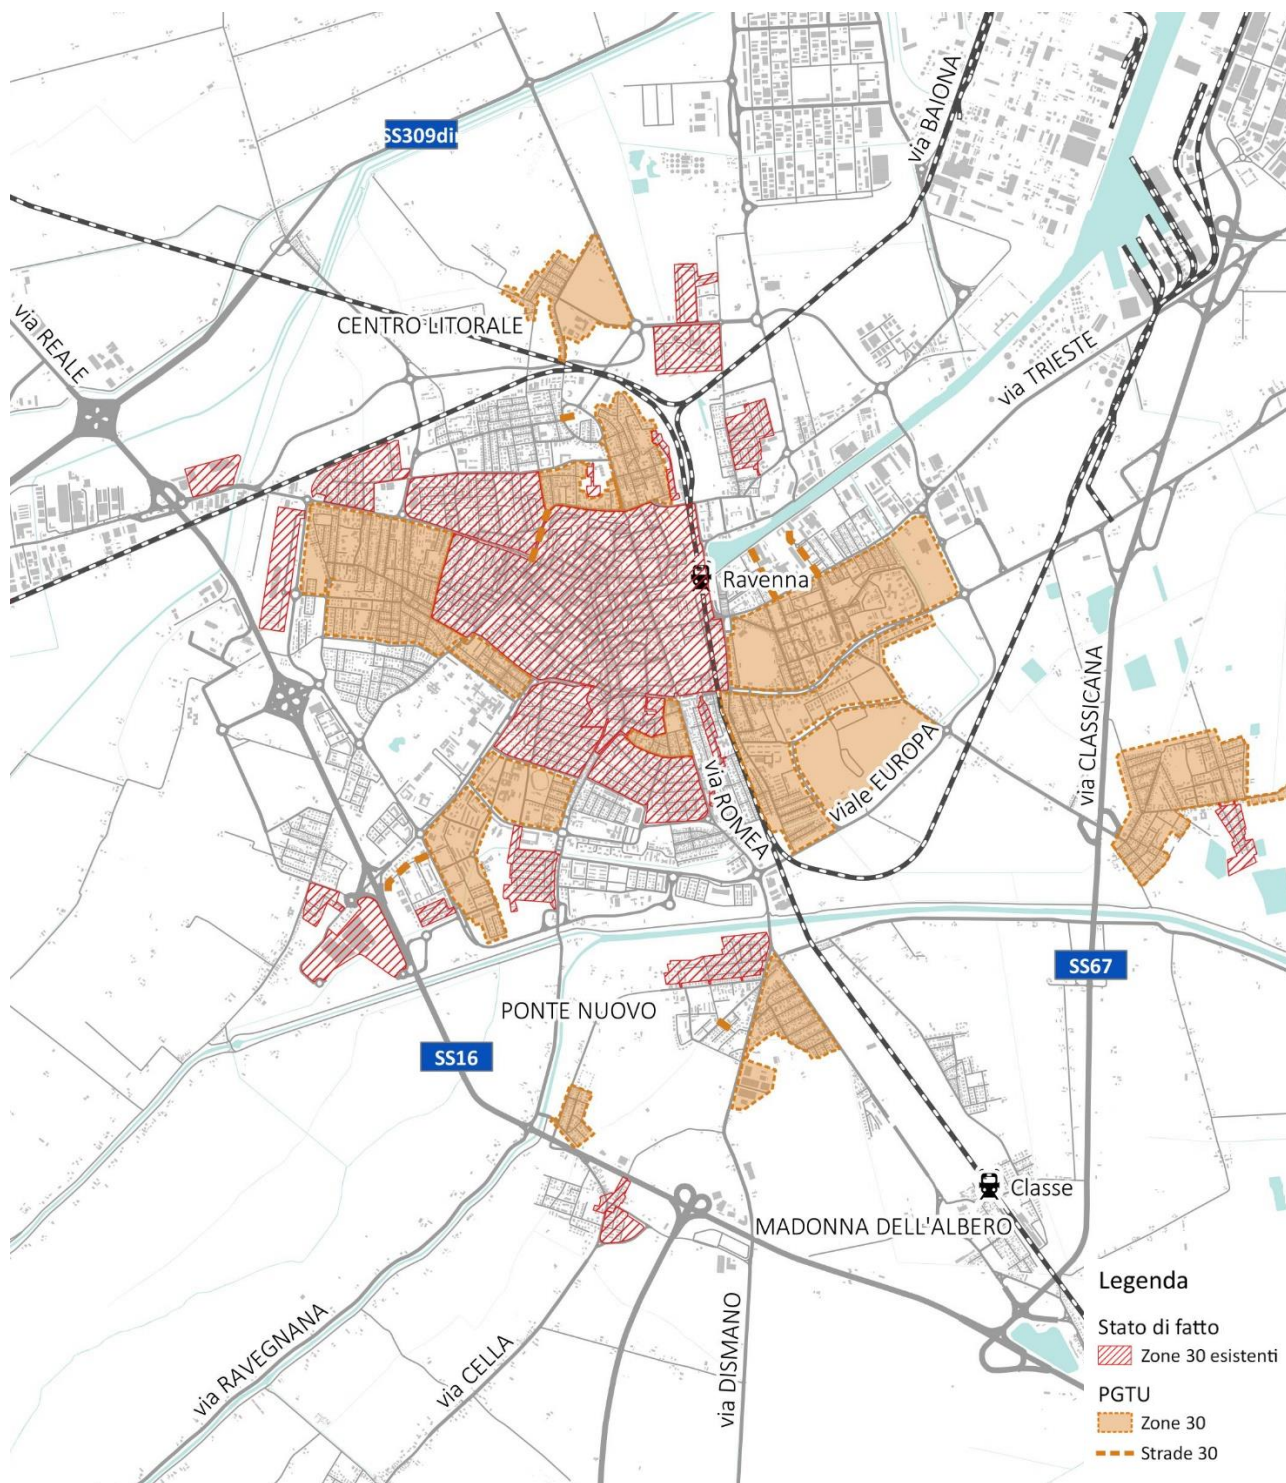 SS309di
via BAIONA
via REALE
CENTRO LITORALE
via TRIESTE
Ravenna
via CLASSICANA
viale EUROPA
via ROMEA
SS67
PONTE NUOVO
SS16
Classe
MADONNA DELL'ALBERO
via RAVEGNANA
via CELLA
via DISMANO
Legenda
Stato di fatto
Zone 30 esistenti
PGTU
Zone 30
Strade 30